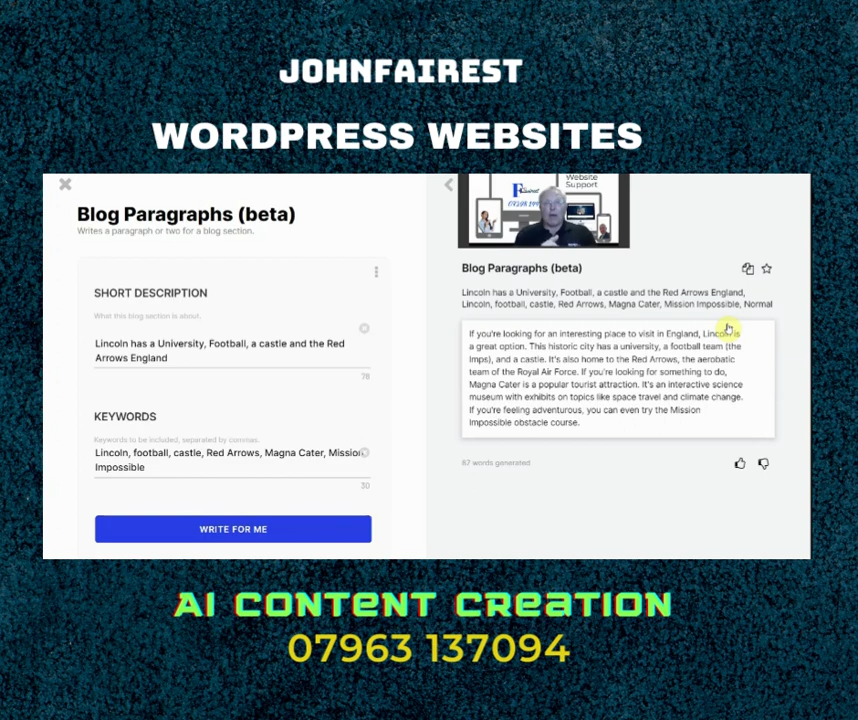 JOHNFAIREST
WORDPRESS WEBSITES
Website
Support
Blog Paragraphs (beta)
Writes a paragraph or two for a blog section.
SHORT DESCRIPTION
What this blog section is about.
Lincoln has a University, Football, a castle and the Red
Arrows England
76
KEYWORDS
Keywords to be included, separated by commas.
Lincoln, football, castle, Red Arrows, Magna Cater, Mission
Impossible
30
WRITE FOR ME
Blog Paragraphs (beta)
Lincoln has a University, Football, a castle and the Red Arrows England,
Lincoln, football, castle, Red Arrows, Magna Cater, Mission Impossible, Normal
If you're looking for an interesting place to visit in England, Lincoln is
a great option. This historic city has a university, a football team (the
Imps), and a castle. It's also home to the Red Arrows, the aerobatic
team of the Royal Air Force. If you're looking for something to do,
Magna Cater is a popular tourist attraction. It's an interactive science
museum with exhibits on topics like space travel and climate change.
If you're feeling adventurous, you can even try the Mission
Impossible obstacle course.
87 words generated
AI CONTENT CREATION
07963 137094